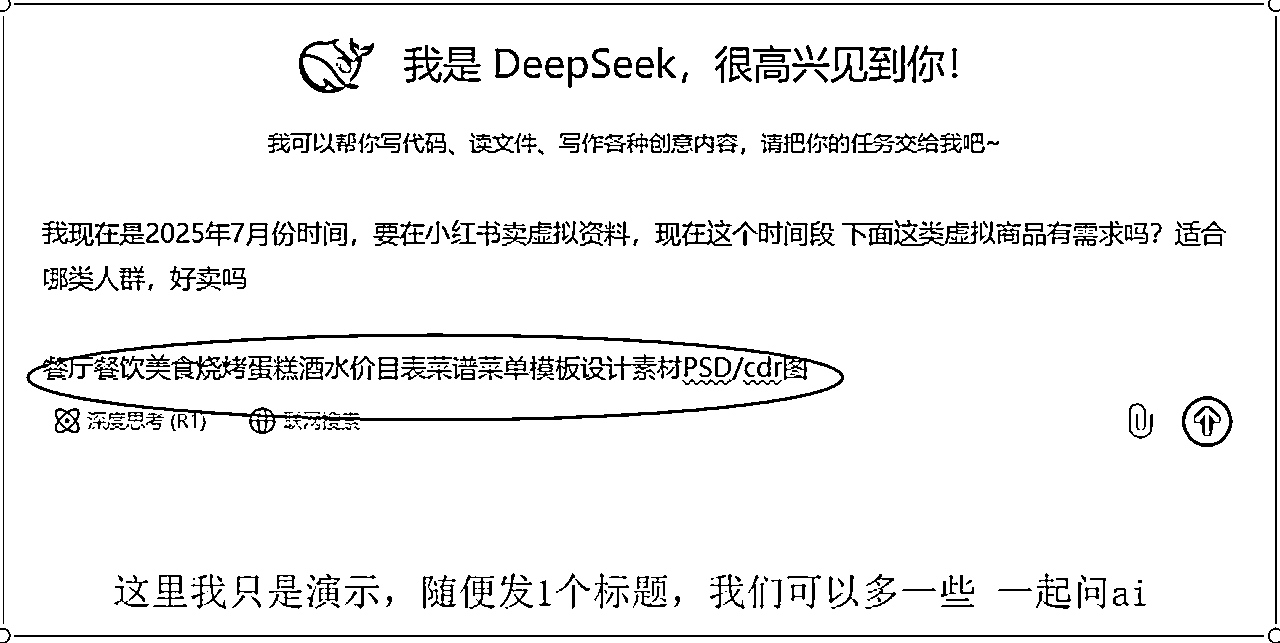 我是 DeepSeek，很高兴见到你！
我可以帮你写代码、读文件、写作各种创意内容，请把你的任务交给我吧~
我现在是2025年7月份时间，要在小红书卖虚拟资料，现在这个时间段 下面这类虚拟商品有需求吗？适合
哪类人群，好卖吗
餐厅餐饮美食烧烤蛋糕酒水价目表菜谱菜单模板设计素材PSD/cdr图
深度思考 (R1) 联网搜索
这里我只是演示，随便发1个标题，我们可以多一些 一起问ai